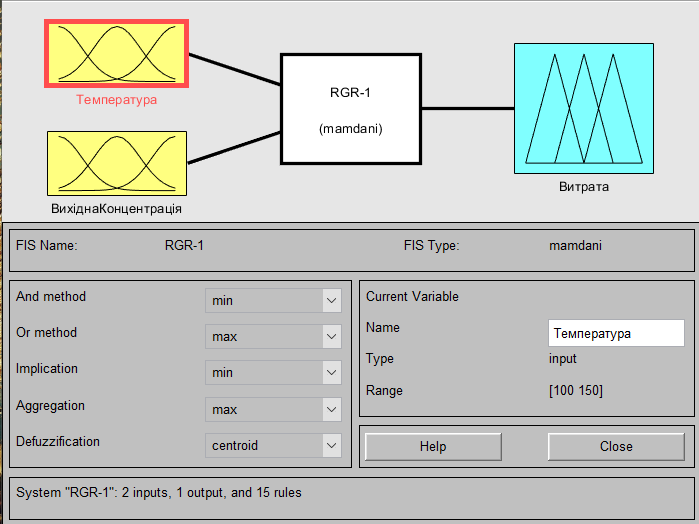 RGR-1
(mamdani)
Температура
ВихіднаКонцентрація
Витрата
FIS Name: RGR-1 FIS Type: mamdani
And method min
Or method max
Implication min
Aggregation max
Defuzzification centroid
Current Variable
Name Температура
Type input
Range [100 150]
Help Close
System "RGR-1": 2 inputs, 1 output, and 15 rules